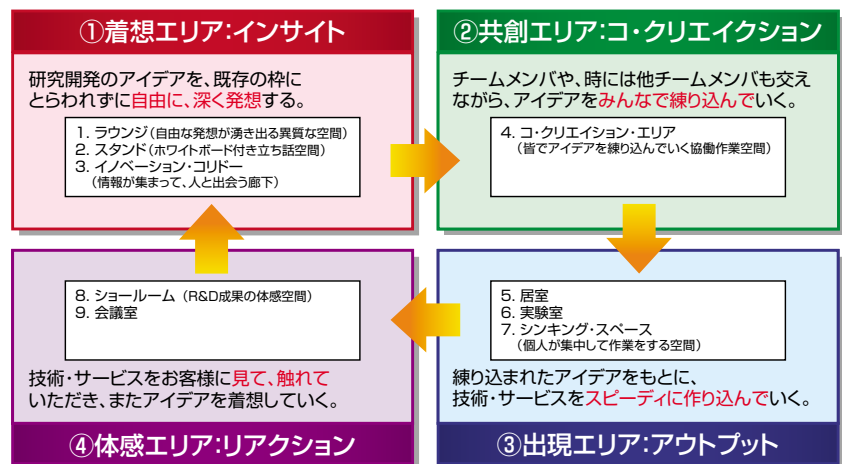 ①着想エリア:インサイト
研究開発のアイデアを、既存の枠に
とらわれずに自由に、深く発想する。
1. ラウンジ(自由な発想が湧き出る異質な空間)
2. スタンド(ホワイトボード付き立ち話空間)
3. イノベーション・コリドー
(情報が集まって、人と出会う廊下)
②共創エリア:コ・クリエイクション
チームメンバや、時には他チームメンバも交え
ながら、アイデアをみんなで練り込んでいく。
4. コ・クリエイション・エリア
(皆でアイデアを練り込んでいく協働作業空間)
5. 居室
6. 実験室
7. シンキング・スペース
(個人が集中して作業をする空間)
練り込まれたアイデアをもとに、
技術・サービスをスピーディに作り込んでいく。
③出現エリア:アウトプット
8. ショールーム (R&D成果の体感空間)
9. 会議室
技術・サービスをお客様に見て、触れて
いただき、またアイデアを着想していく。
④体感エリア:リアクション